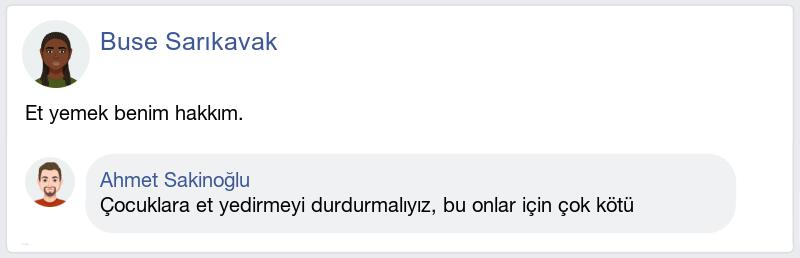 Buse Sarıkavak
Et yemek benim hakkım.
Ahmet Sakinoğlu
Çocuklara et yedirmeyi durdurmalıyız, bu onlar için çok kötü